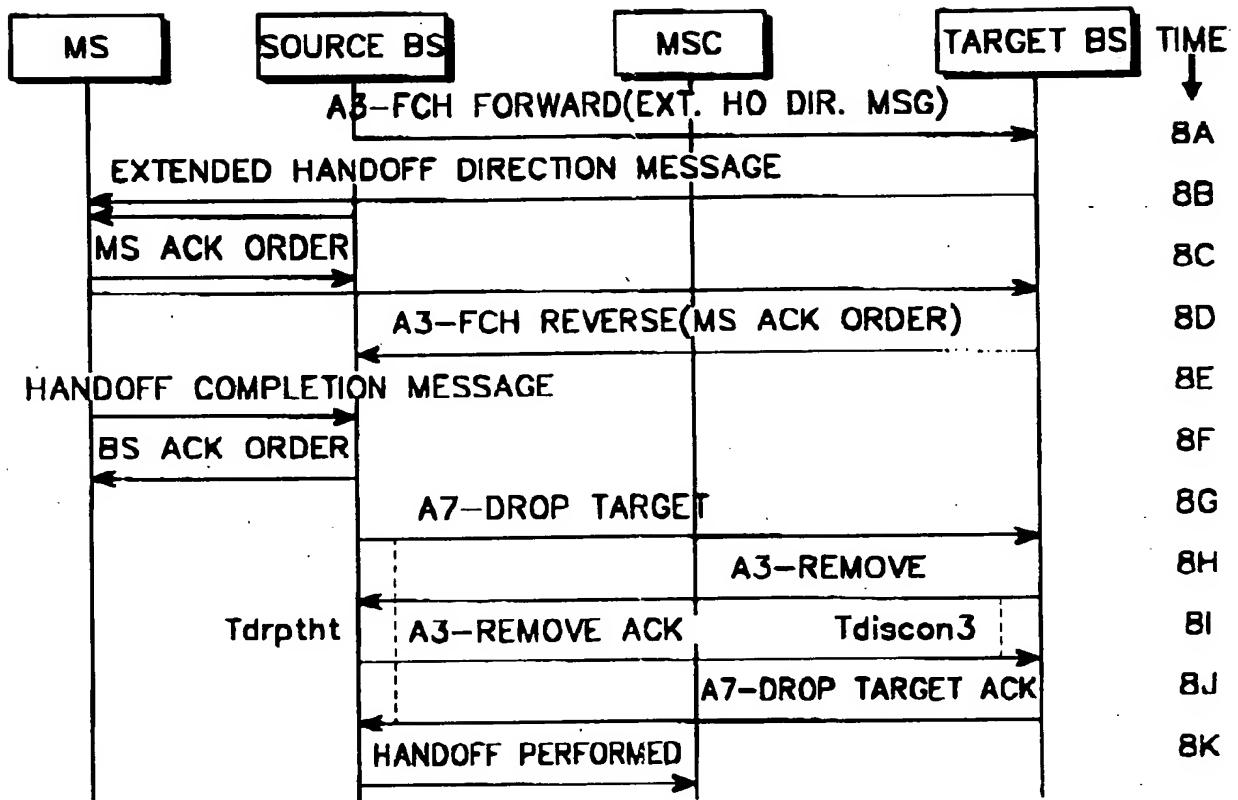 MS SOURCE BS MSC TARGET BS TIME
A3-FCH FORWARD(EXT. HO DIR. MSG)
8A
EXTENDED HANDOFF DIRECTION MESSAGE
8B
MS ACK ORDER
8C
A3-FCH REVERSE(MS ACK ORDER)
8D
HANDOFF COMPLETION MESSAGE
8E
BS ACK ORDER
8F
A7-DROP TARGET
8G
A3-REMOVE
8H
Tdrptht A3-REMOVE ACK Tdiscon3
8I
A7-DROP TARGET ACK
8J
HANDOFF PERFORMED
8K